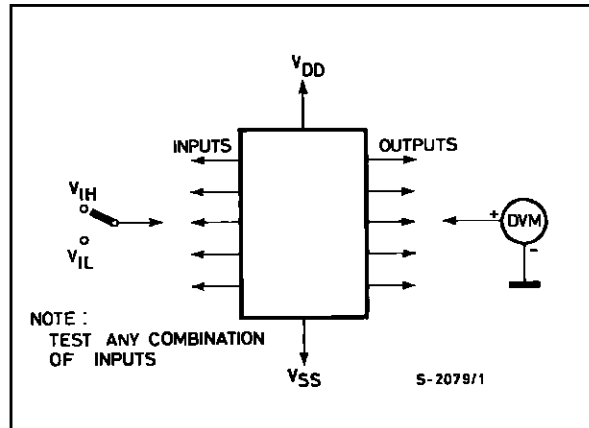 VDD
INPUTS
OUTPUTS
VIH
VIL
+
DVM
-
NOTE :
TEST ANY COMBINATION
OF INPUTS
VSS
S-2079/1